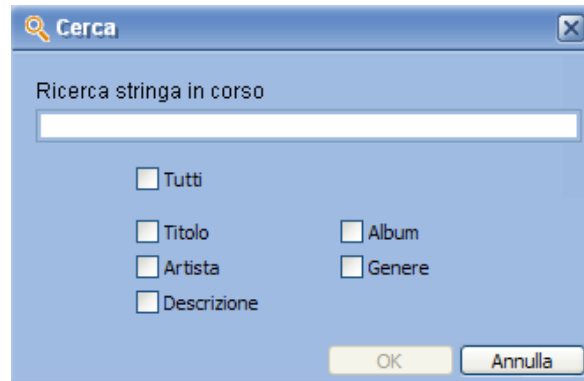 Cerca
Ricerca stringa in corso
Tutti
Titolo Album
Artista Genere
Descrizione
OK Annulla